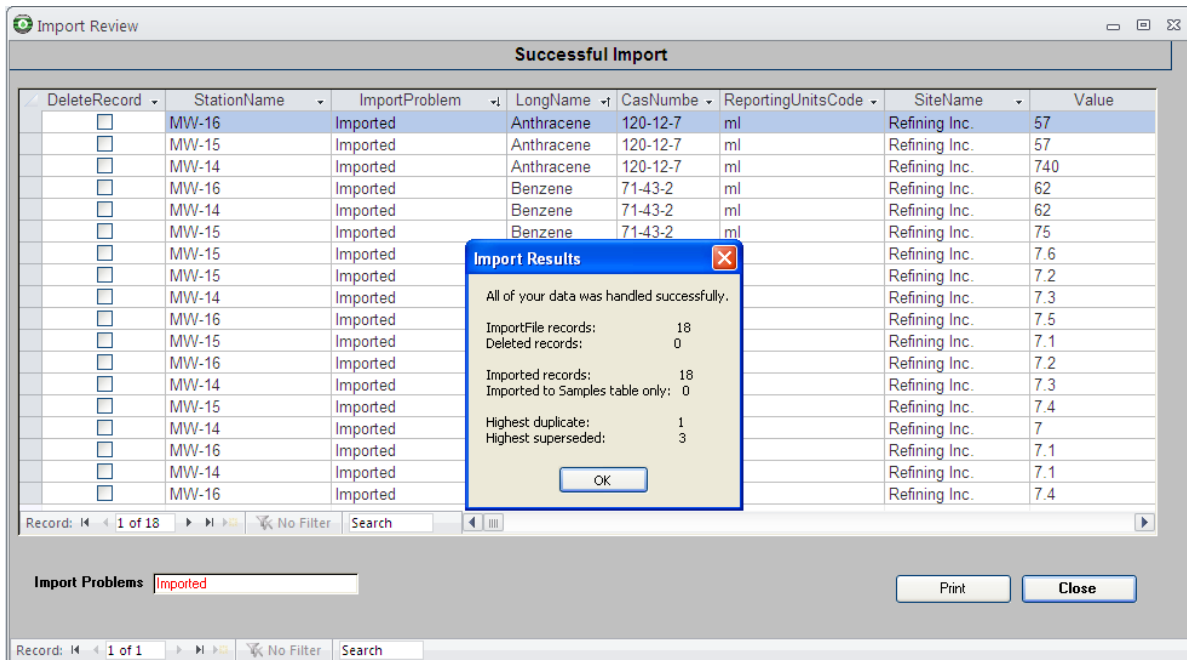 Import Review
Successful Import
DeleteRecord StationName ImportProblem LongName CasNumbe ReportingUnitsCode SiteName Value
MW-16 Imported Anthracene 120-12-7 ml Refining Inc. 57
MW-15 Imported Anthracene 120-12-7 ml Refining Inc. 57
MW-14 Imported Anthracene 120-12-7 ml Refining Inc. 740
MW-16 Imported Benzene 71-43-2 ml Refining Inc. 62
MW-14 Imported Benzene 71-43-2 ml Refining Inc. 62
MW-15 Imported Benzene 71-43-2 ml Refining Inc. 75
MW-15 Imported Refining Inc. 7.6
MW-15 Imported Refining Inc. 7.2
MW-14 Imported Refining Inc. 7.3
MW-16 Imported Refining Inc. 7.5
MW-15 Imported Refining Inc. 7.1
MW-16 Imported Refining Inc. 7.2
MW-14 Imported Refining Inc. 7.3
MW-15 Imported Refining Inc. 7.4
MW-14 Imported Refining Inc. 7
MW-16 Imported Refining Inc. 7.1
MW-14 Imported Refining Inc. 7.1
MW-16 Imported Refining Inc. 7.4
Import Results
All of your data was handled successfully.
ImportFile records: 18
Deleted records: 0
Imported records: 18
Imported to Samples table only: 0
Highest duplicate: 1
Highest superseded: 3
OK
Record: 1 of 18 No Filter Search
Import Problems Imported
Print Close
Record: 1 of 1 No Filter Search